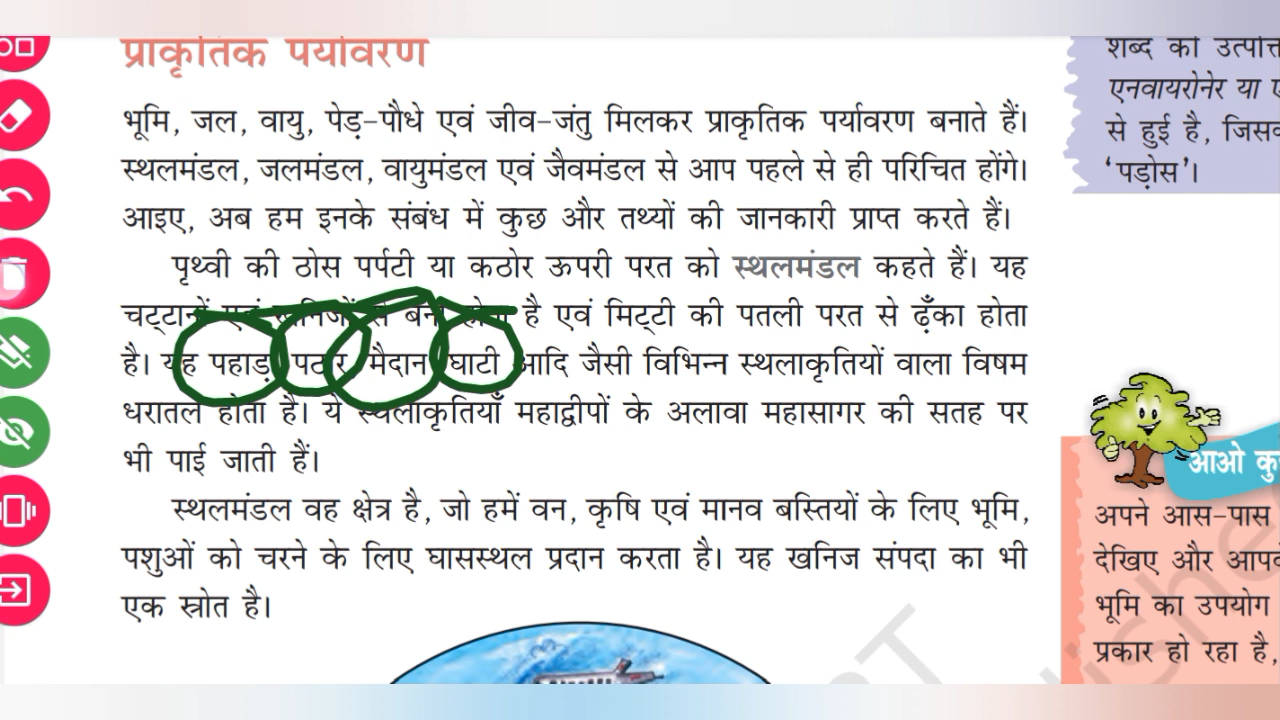 प्राकृतिक पर्यावरण
भूमि, जल, वायु, पेड़-पौधे एवं जीव-जंतु मिलकर प्राकृतिक पर्यावरण बनाते हैं।
स्थलमंडल, जलमंडल, वायुमंडल एवं जैवमंडल से आप पहले से ही परिचित होंगे।
आइए, अब हम इनके संबंध में कुछ और तथ्यों की जानकारी प्राप्त करते हैं।
पृथ्वी की ठोस पर्पटी या कठोर ऊपरी परत को स्थलमंडल कहते हैं। यह
चट्टानों एवं खनिजों से बना होता है एवं मिट्टी की पतली परत से ढ़ँका होता
है। यह पहाड़, पठार, मैदान, घाटी आदि जैसी विभिन्न स्थलाकृतियों वाला विषम
धरातल होता है। ये स्थलाकृतियाँ महाद्वीपों के अलावा महासागर की सतह पर
भी पाई जाती हैं।
स्थलमंडल वह क्षेत्र है, जो हमें वन, कृषि एवं मानव बस्तियों के लिए भूमि,
पशुओं को चरने के लिए घासस्थल प्रदान करता है। यह खनिज संपदा का भी
एक स्रोत है।
शब्द की
एनवायरोनेर या
से हुई है,
'पड़ोस'।
आओ
अपने आस-पास
देखिए और
भूमि का उपयोग
प्रकार हो रहा है,